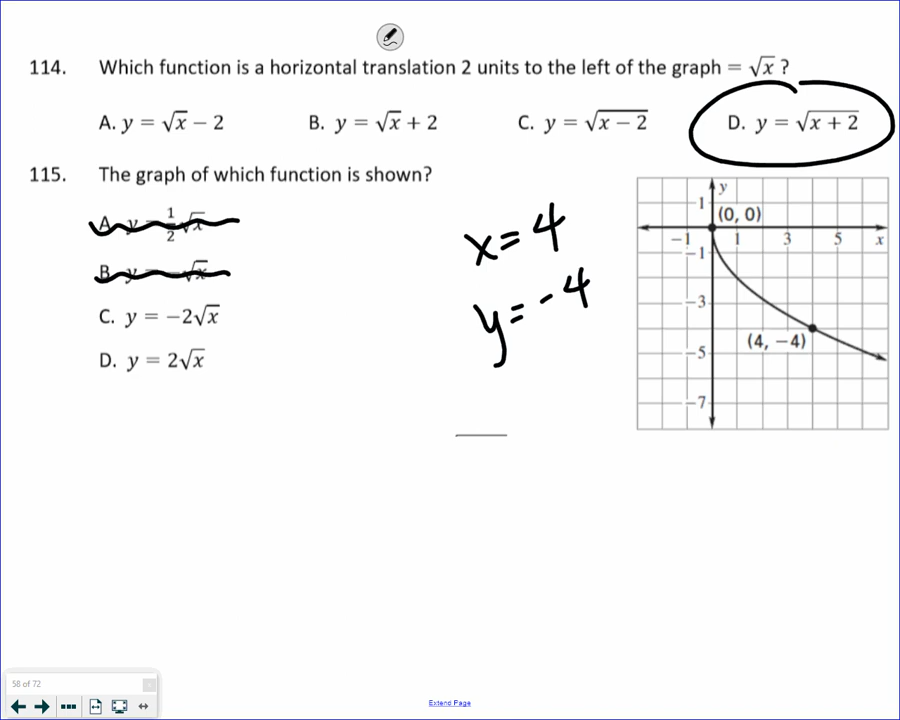 114. Which function is a horizontal translation 2 units to the left of the graph = √x ?
A. y = √x − 2 B. y = √x + 2 C. y = √(x − 2) D. y = √(x + 2)
115. The graph of which function is shown?
A y 1/2 √x
B y − √x
C. y = −2√x
D. y = 2√x
x = 4
y = -4
y
1
(0, 0)
−1 1 3 5 x
−1
−3
(4, −4)
−5
−7
58 of 72
Extend Page